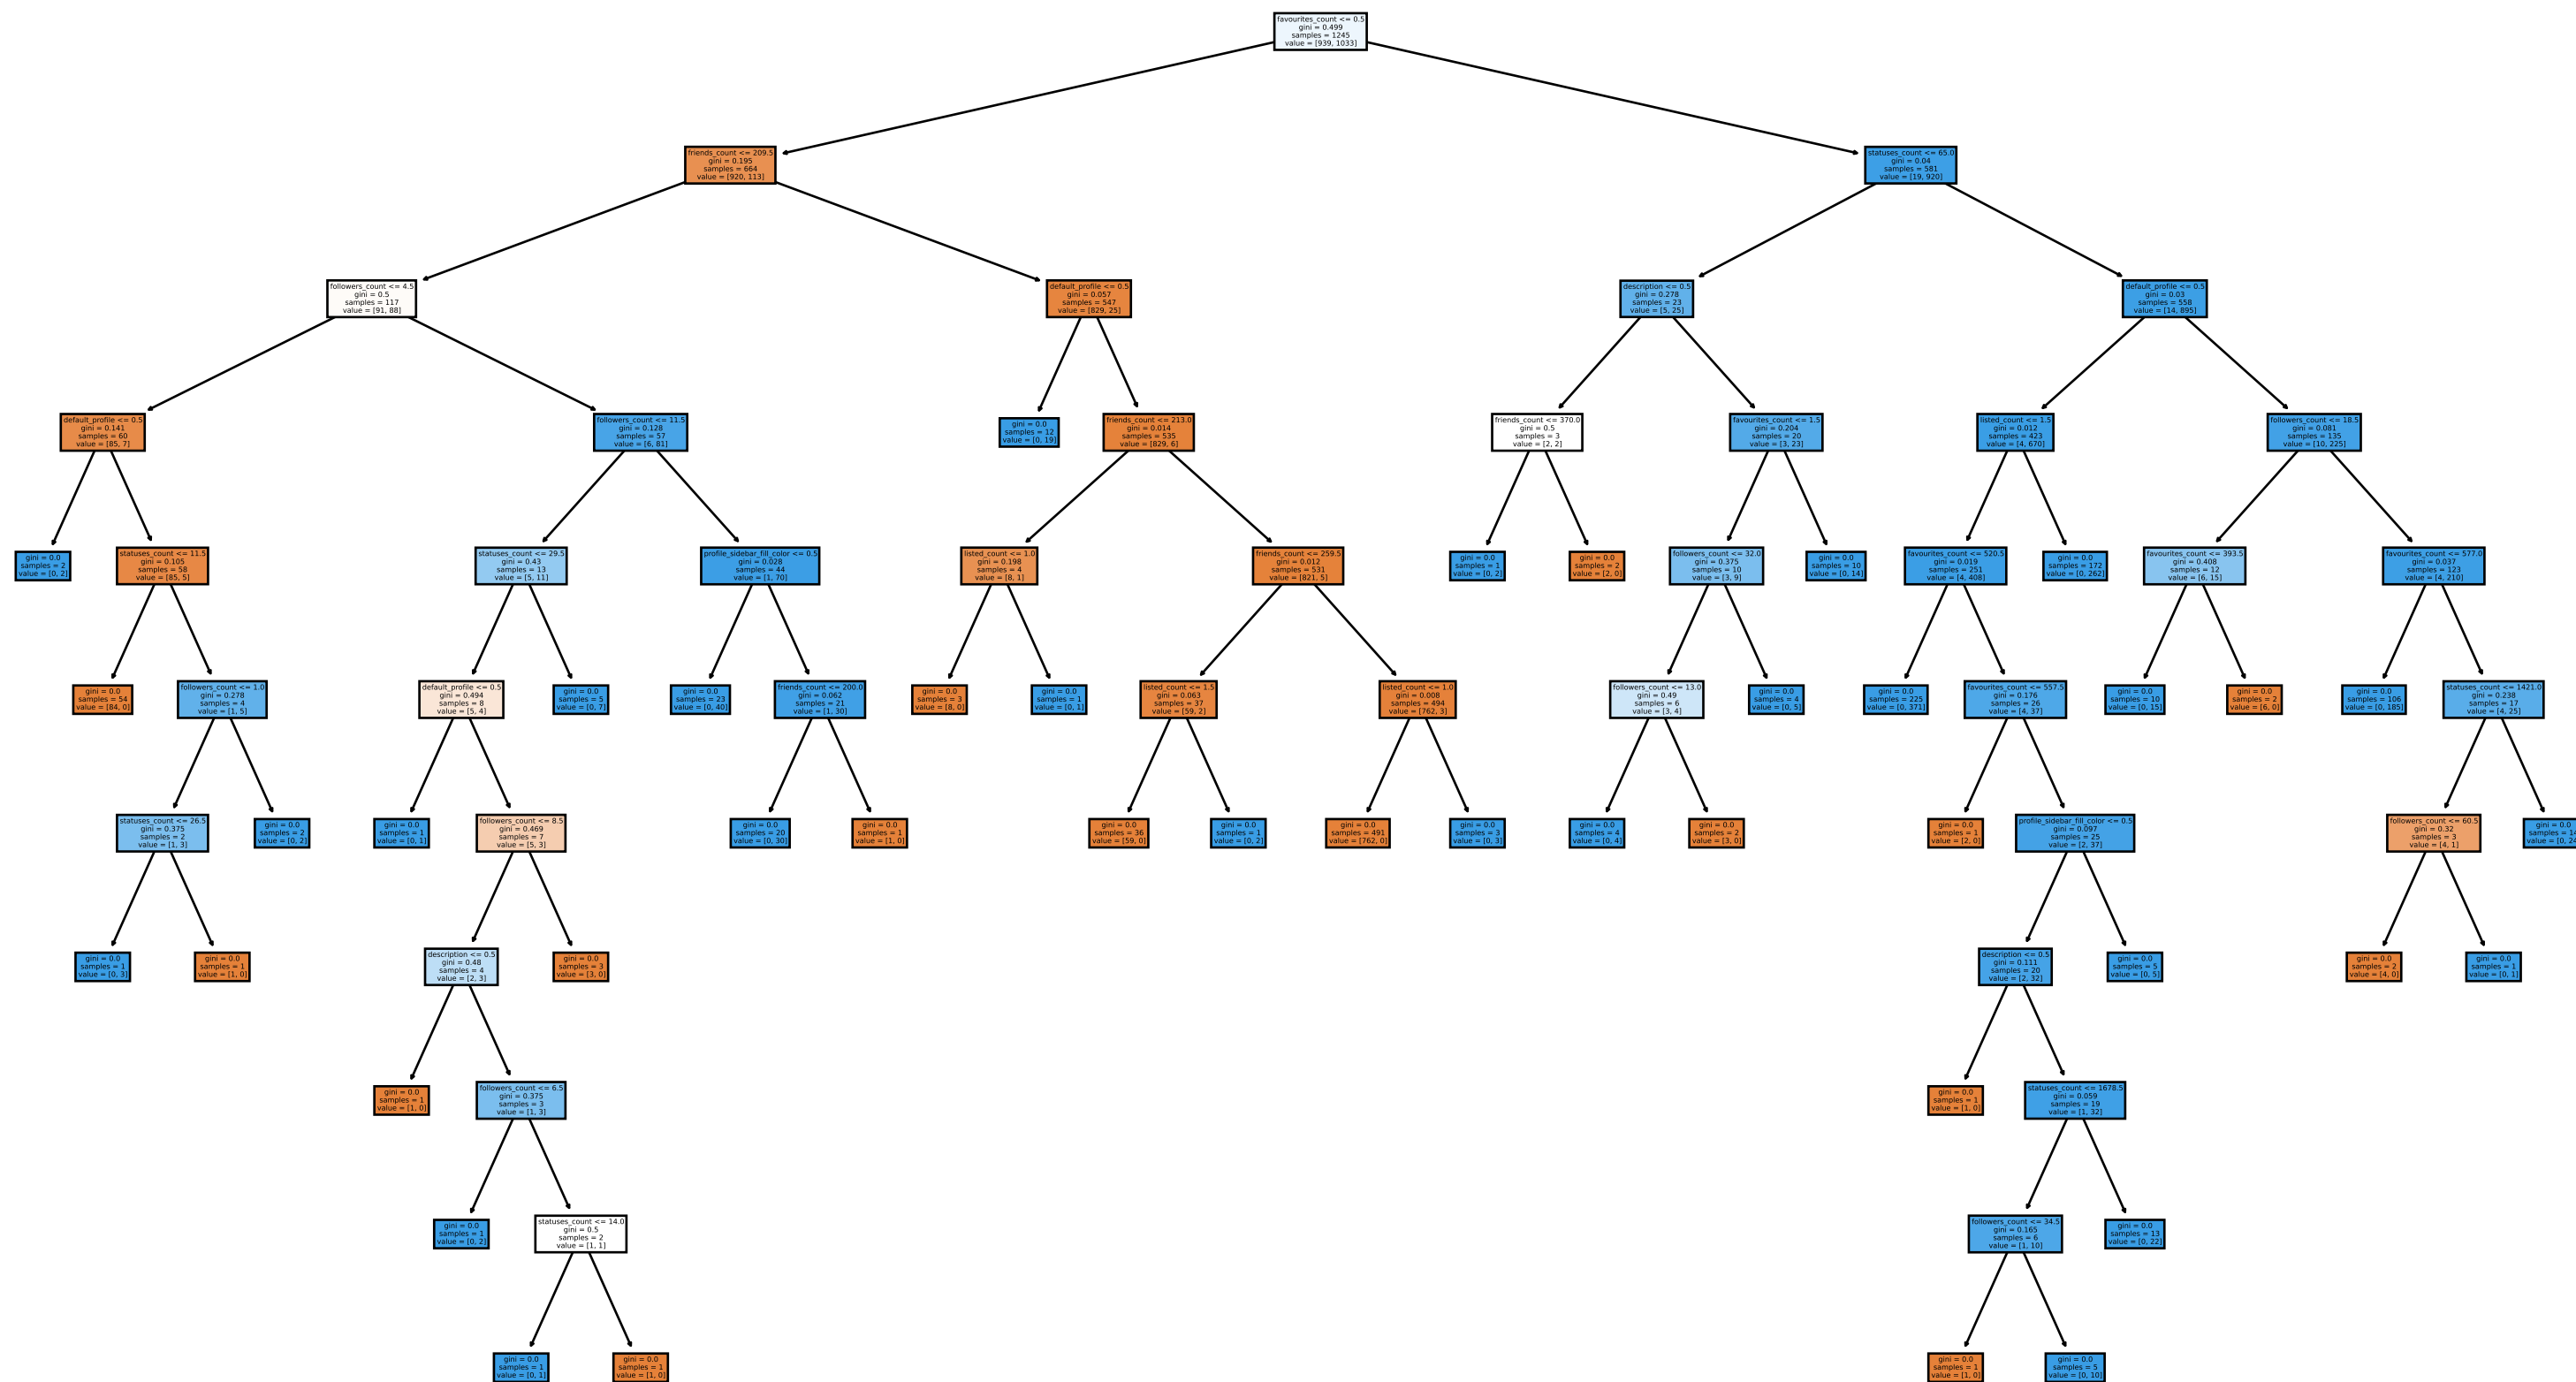 favourites_count <= 0.5
gini = 0.499
samples = 1245
value = [939, 1033]
friends_count <= 209.5
gini = 0.195
samples = 664
value = [920, 113]
statuses_count <= 65.0
gini = 0.04
samples = 581
value = [19, 920]
followers_count <= 4.5
gini = 0.5
samples = 117
value = [91, 88]
default_profile <= 0.5
gini = 0.057
samples = 547
value = [829, 25]
description <= 0.5
gini = 0.278
samples = 23
value = [5, 25]
default_profile <= 0.5
gini = 0.03
samples = 558
value = [14, 895]
default_profile <= 0.5
gini = 0.141
samples = 60
value = [85, 7]
followers_count <= 11.5
gini = 0.128
samples = 57
value = [6, 81]
gini = 0.0
samples = 12
value = [0, 19]
friends_count <= 213.0
gini = 0.014
samples = 535
value = [829, 6]
friends_count <= 370.0
gini = 0.5
samples = 3
value = [2, 2]
favourites_count <= 1.5
gini = 0.204
samples = 20
value = [3, 23]
listed_count <= 1.5
gini = 0.012
samples = 423
value = [4, 670]
followers_count <= 18.5
gini = 0.081
samples = 135
value = [10, 225]
gini = 0.0
samples = 2
value = [0, 2]
statuses_count <= 11.5
gini = 0.105
samples = 58
value = [85, 5]
statuses_count <= 29.5
gini = 0.43
samples = 13
value = [5, 11]
profile_sidebar_fill_color <= 0.5
gini = 0.028
samples = 44
value = [1, 70]
listed_count <= 1.0
gini = 0.198
samples = 4
value = [8, 1]
friends_count <= 259.5
gini = 0.012
samples = 531
value = [821, 5]
gini = 0.0
samples = 1
value = [0, 2]
gini = 0.0
samples = 2
value = [2, 0]
followers_count <= 32.0
gini = 0.375
samples = 10
value = [3, 9]
gini = 0.0
samples = 10
value = [0, 14]
favourites_count <= 520.5
gini = 0.019
samples = 251
value = [4, 408]
gini = 0.0
samples = 172
value = [0, 262]
favourites_count <= 393.5
gini = 0.408
samples = 12
value = [6, 15]
favourites_count <= 577.0
gini = 0.037
samples = 123
value = [4, 210]
gini = 0.0
samples = 54
value = [84, 0]
followers_count <= 1.0
gini = 0.278
samples = 4
value = [1, 5]
default_profile <= 0.5
gini = 0.494
samples = 8
value = [5, 4]
gini = 0.0
samples = 5
value = [0, 7]
gini = 0.0
samples = 23
value = [0, 40]
friends_count <= 200.0
gini = 0.062
samples = 21
value = [1, 30]
gini = 0.0
samples = 3
value = [8, 0]
gini = 0.0
samples = 1
value = [0, 1]
listed_count <= 1.5
gini = 0.063
samples = 37
value = [59, 2]
listed_count <= 1.0
gini = 0.008
samples = 494
value = [762, 3]
followers_count <= 13.0
gini = 0.49
samples = 6
value = [3, 4]
gini = 0.0
samples = 4
value = [0, 5]
gini = 0.0
samples = 225
value = [0, 371]
favourites_count <= 557.5
gini = 0.176
samples = 26
value = [4, 37]
gini = 0.0
samples = 10
value = [0, 15]
gini = 0.0
samples = 2
value = [6, 0]
gini = 0.0
samples = 106
value = [0, 185]
statuses_count <= 1421.0
gini = 0.238
samples = 17
value = [4, 25]
statuses_count <= 26.5
gini = 0.375
samples = 2
value = [1, 3]
gini = 0.0
samples = 2
value = [0, 2]
gini = 0.0
samples = 1
value = [0, 1]
followers_count <= 8.5
gini = 0.469
samples = 7
value = [5, 3]
gini = 0.0
samples = 20
value = [0, 30]
gini = 0.0
samples = 1
value = [1, 0]
gini = 0.0
samples = 36
value = [59, 0]
gini = 0.0
samples = 1
value = [0, 2]
gini = 0.0
samples = 491
value = [762, 0]
gini = 0.0
samples = 3
value = [0, 3]
gini = 0.0
samples = 4
value = [0, 4]
gini = 0.0
samples = 2
value = [3, 0]
gini = 0.0
samples = 1
value = [2, 0]
profile_sidebar_fill_color <= 0.5
gini = 0.097
samples = 25
value = [2, 37]
followers_count <= 60.5
gini = 0.32
samples = 3
value = [4, 1]
gini = 0.0
samples = 14
value = [0, 24
gini = 0.0
samples = 1
value = [0, 3]
gini = 0.0
samples = 1
value = [1, 0]
description <= 0.5
gini = 0.48
samples = 4
value = [2, 3]
gini = 0.0
samples = 3
value = [3, 0]
description <= 0.5
gini = 0.111
samples = 20
value = [2, 32]
gini = 0.0
samples = 5
value = [0, 5]
gini = 0.0
samples = 2
value = [4, 0]
gini = 0.0
samples = 1
value = [0, 1]
gini = 0.0
samples = 1
value = [1, 0]
followers_count <= 6.5
gini = 0.375
samples = 3
value = [1, 3]
gini = 0.0
samples = 1
value = [1, 0]
statuses_count <= 1678.5
gini = 0.059
samples = 19
value = [1, 32]
gini = 0.0
samples = 1
value = [0, 2]
statuses_count <= 14.0
gini = 0.5
samples = 2
value = [1, 1]
followers_count <= 34.5
gini = 0.165
samples = 6
value = [1, 10]
gini = 0.0
samples = 13
value = [0, 22]
gini = 0.0
samples = 1
value = [0, 1]
gini = 0.0
samples = 1
value = [1, 0]
gini = 0.0
samples = 1
value = [1, 0]
gini = 0.0
samples = 5
value = [0, 10]